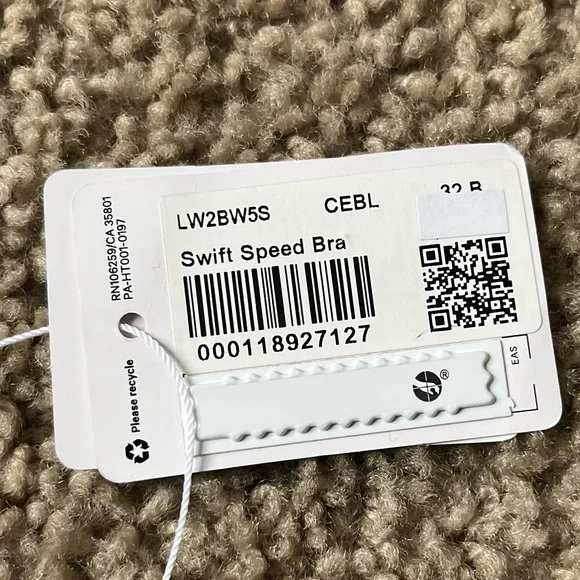 RN106259/CA 35801
PA-HT001-0197
LW2BW5S CEBL 32 B
Swift Speed Bra
000118927127
Please recycle
EAS
®